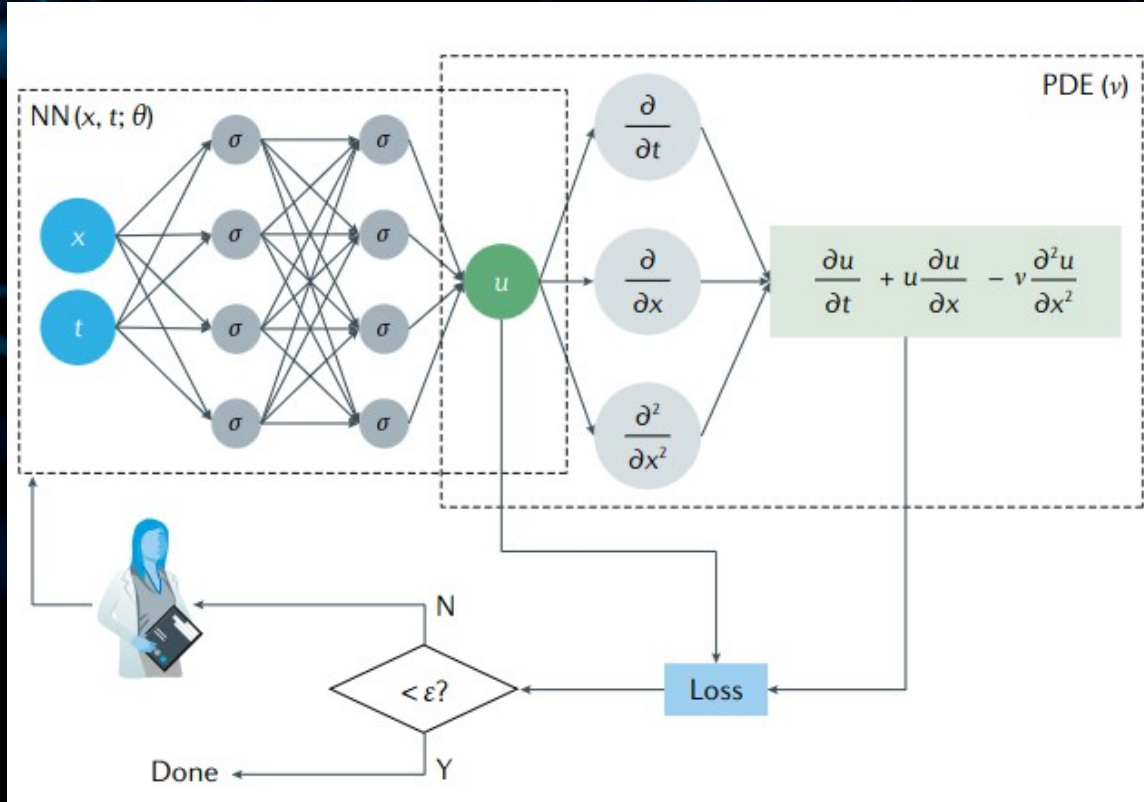 NN (x, t; θ)
PDE (ν)
x
t
σ
σ
σ
σ
σ
σ
σ
σ
u
∂/∂t
∂/∂x
∂²/∂x²
∂u/∂t + u ∂u/∂x − ν ∂²u/∂x²
N
< ε?
Loss
Y
Done